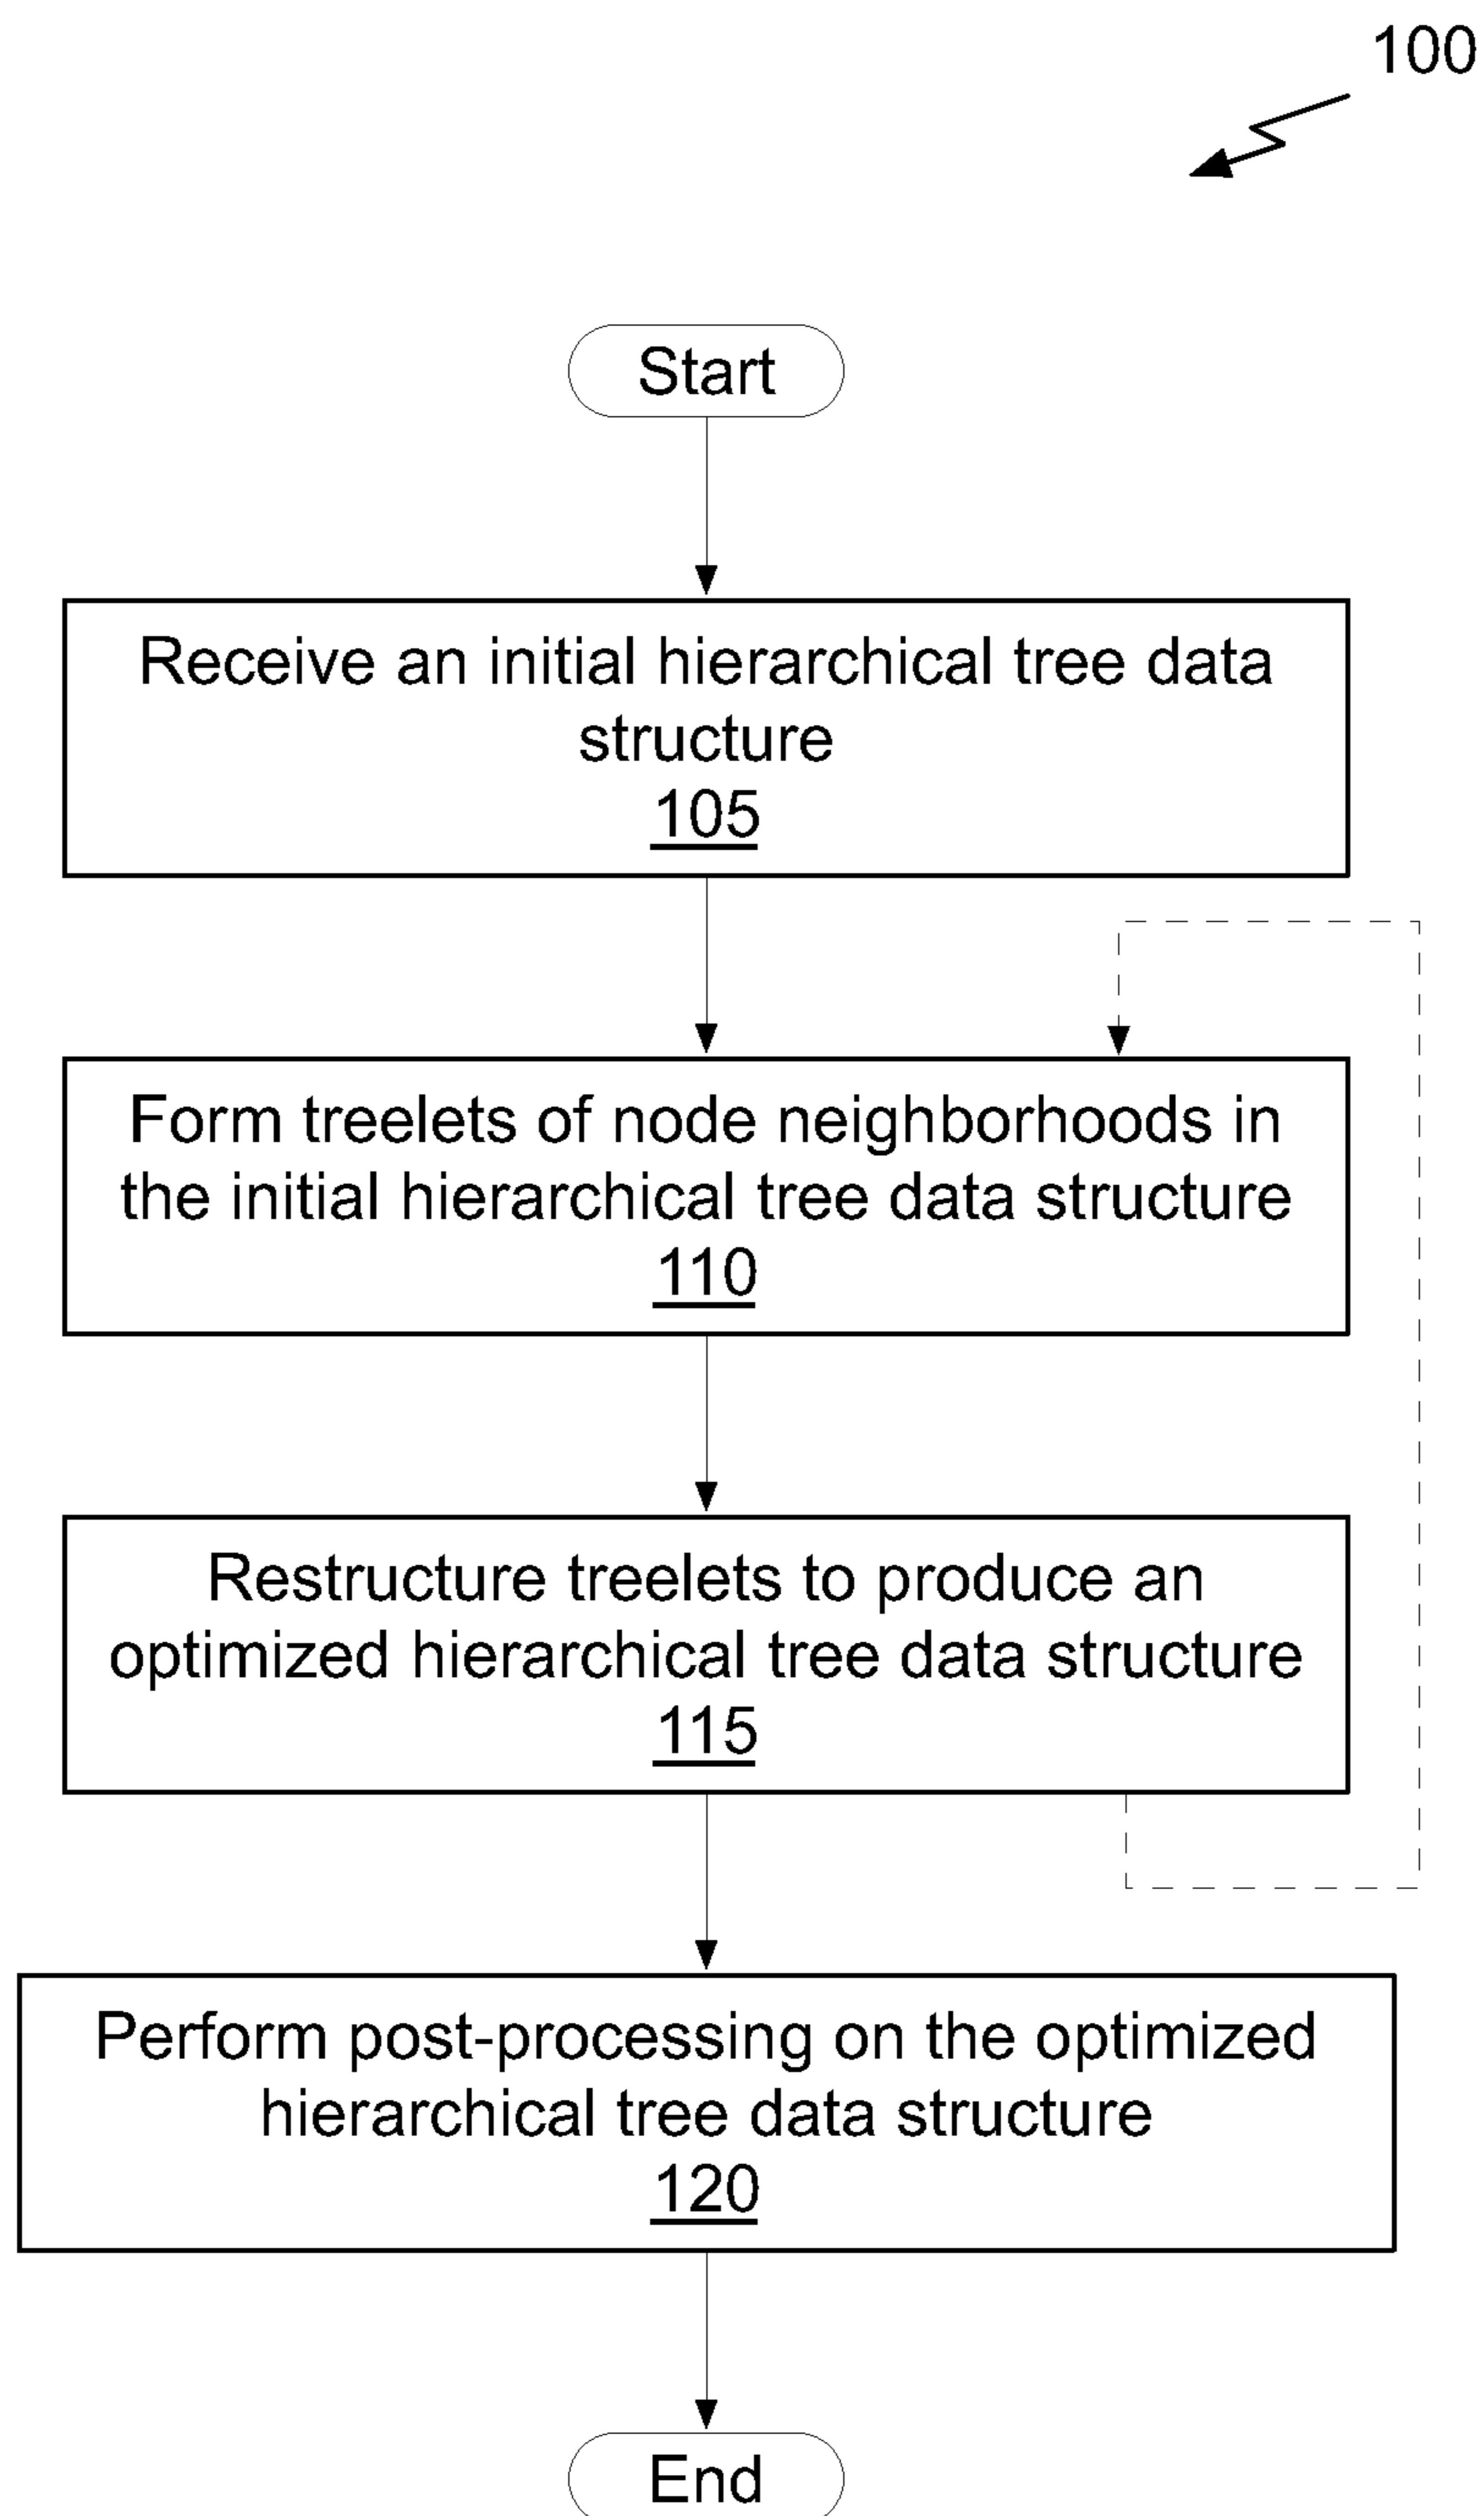 100
Start
Receive an initial hierarchical tree data
structure
105
Form treelets of node neighborhoods in
the initial hierarchical tree data structure
110
Restructure treelets to produce an
optimized hierarchical tree data structure
115
Perform post-processing on the optimized
hierarchical tree data structure
120
End